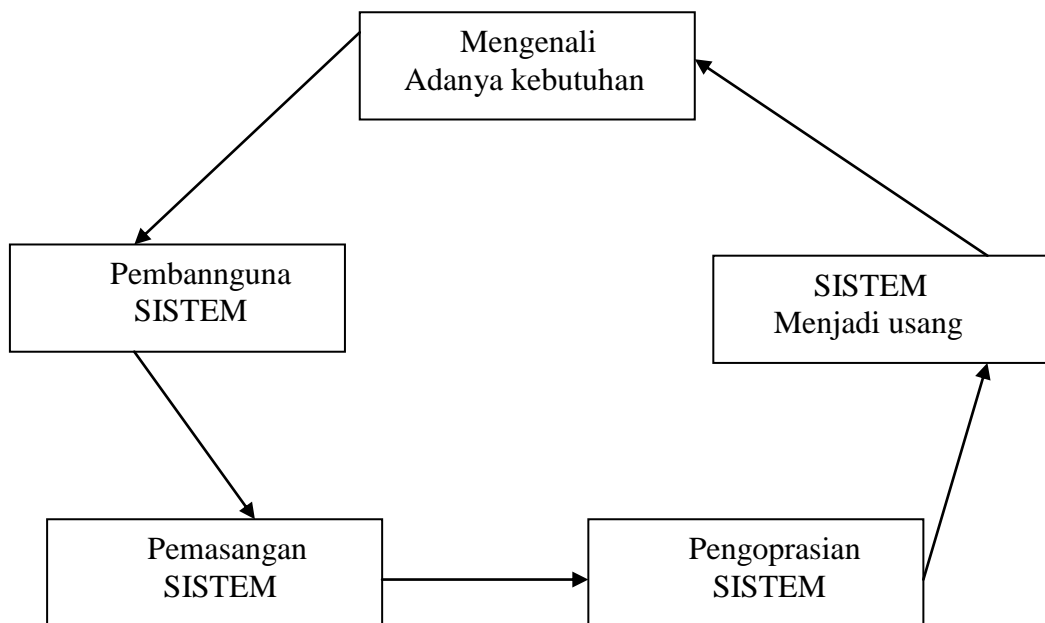 Mengenali
Adanya kebutuhan
Pembannguna
SISTEM
SISTEM
Menjadi usang
Pemasangan
SISTEM
Pengoprasian
SISTEM